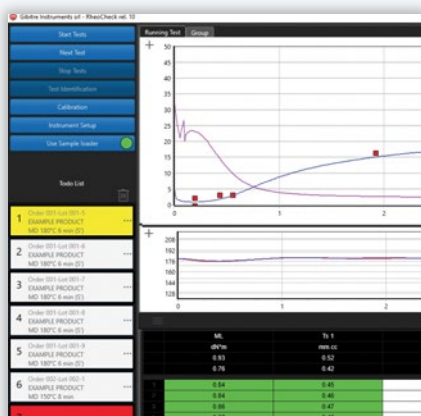 Gibitre Instruments srl - RheoCheck rel. 10
Start Tests
Next Test
Stop Tests
Test Identification
Calibration
Instrument Setup
Use Sample loader
Todo List
1
Order 001-Lot 001-5
EXAMPLE PRODUCT
MD 180°C 6 min (S')
2
Order 001-Lot 001-6
EXAMPLE PRODUCT
MD 180°C 6 min (S')
3
Order 001-Lot 001-7
EXAMPLE PRODUCT
MD 180°C 6 min (S')
4
Order 001-Lot 001-8
EXAMPLE PRODUCT
MD 180°C 6 min (S')
5
Order 001-Lot 001-9
EXAMPLE PRODUCT
MD 180°C 6 min (S')
6
Order 002-Lot 002-1
EXAMPLE PRODUCT
MD 150°C 8 min
Running Test Group
50
45
40
35
30
25
20
15
10
5
0
0 1 2
208
192
176
160
144
128
0 1 2
ML Ts 1
dN*m mm.cc
0.93 0.52
0.76 0.42
0.84 0.45
0.84 0.46
0.86 0.47